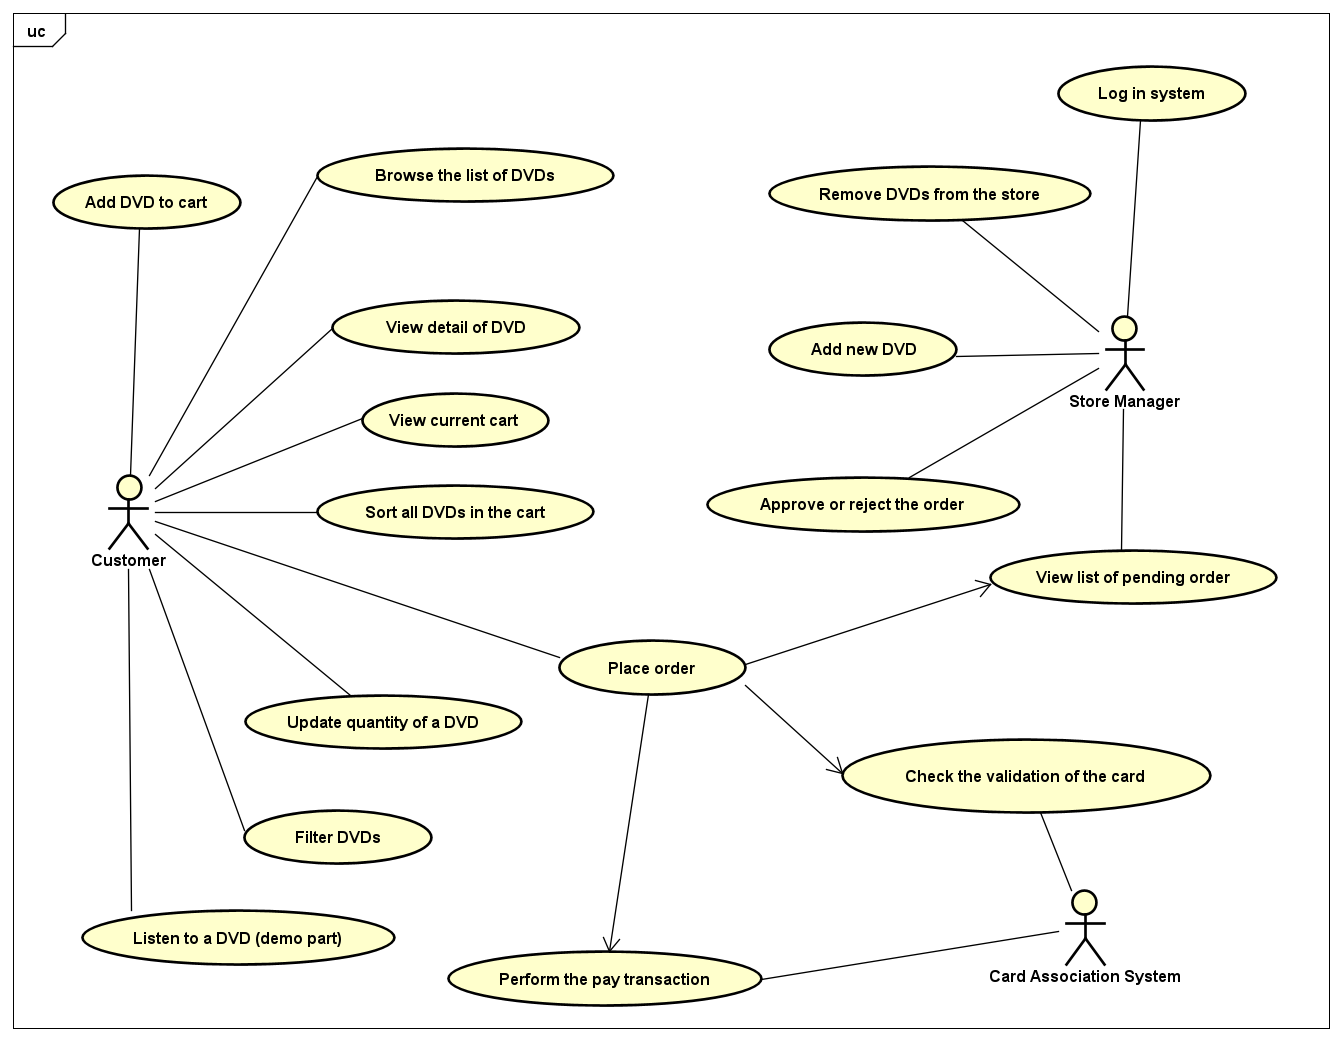 uc
Log in system
Browse the list of DVDs
Remove DVDs from the store
Add DVD to cart
View detail of DVD
Add new DVD
Store Manager
View current cart
Approve or reject the order
Sort all DVDs in the cart
Customer
View list of pending order
Place order
Update quantity of a DVD
Check the validation of the card
Filter DVDs
Listen to a DVD (demo part)
Card Association System
Perform the pay transaction